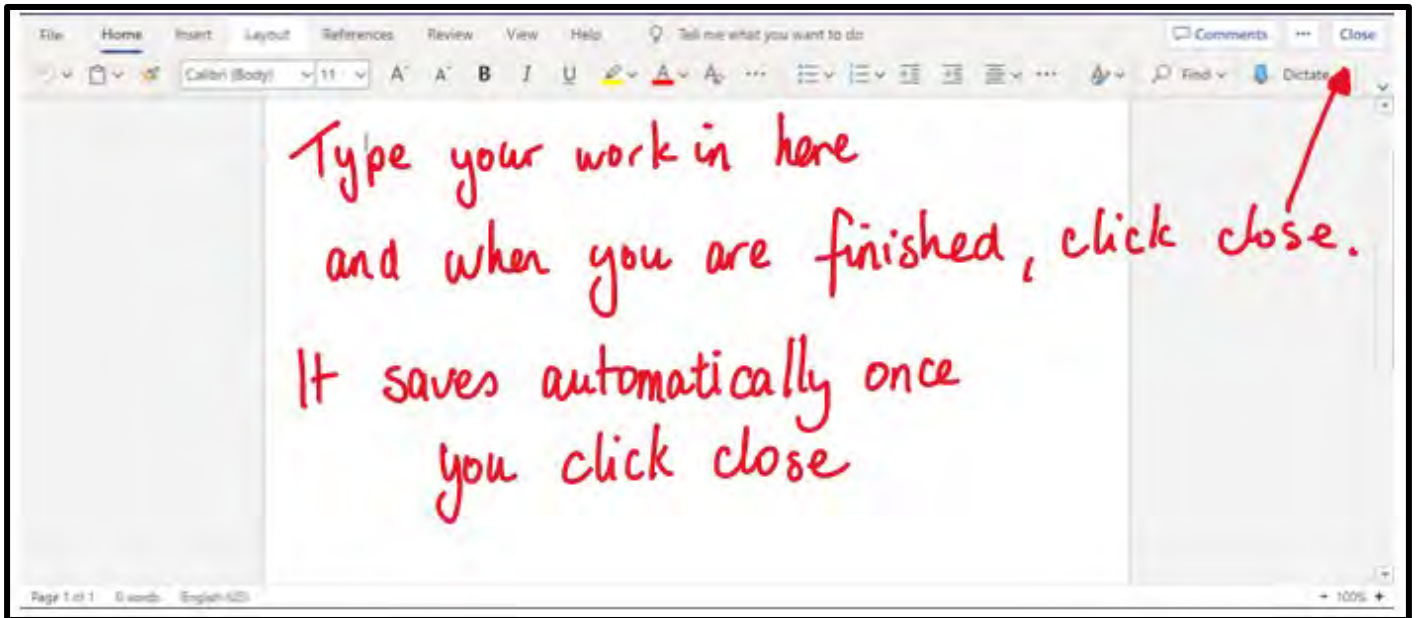 File Home Insert Layout References Review View Help Tell me what you want to do Comments ... Close
Calibri (Body) 11 A A B I U A A ... Find Dictate
Type your work in here
and when you are finished, click close.
It saves automatically once
you click close
Page 1 of 1 0 words English (US) 100%